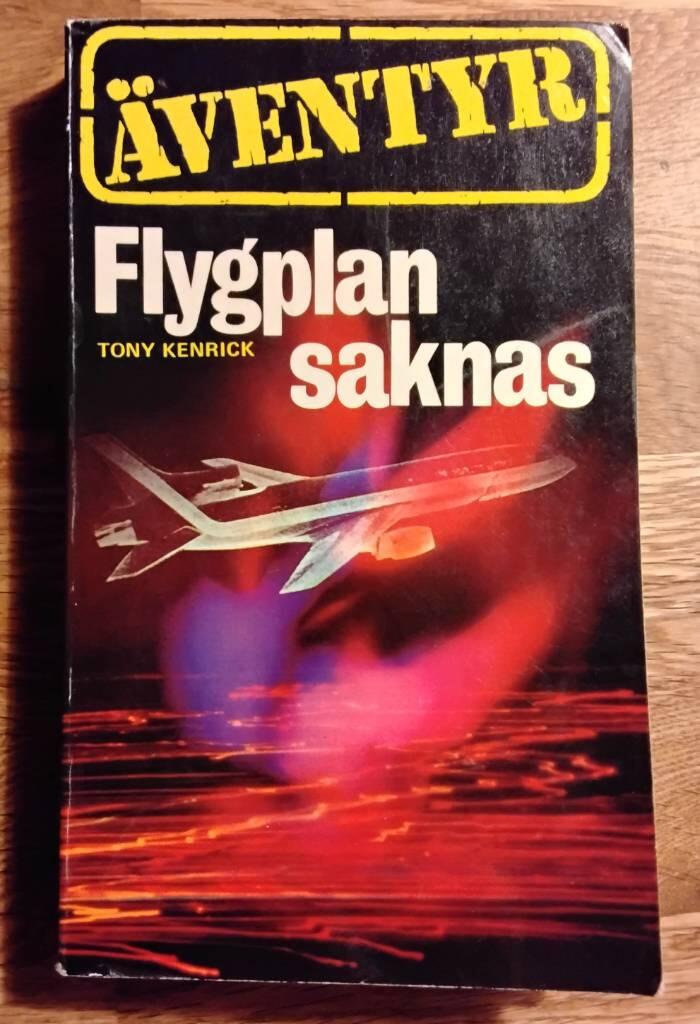 ÄVENTYR
Flygplan
saknas
TONY KENRICK